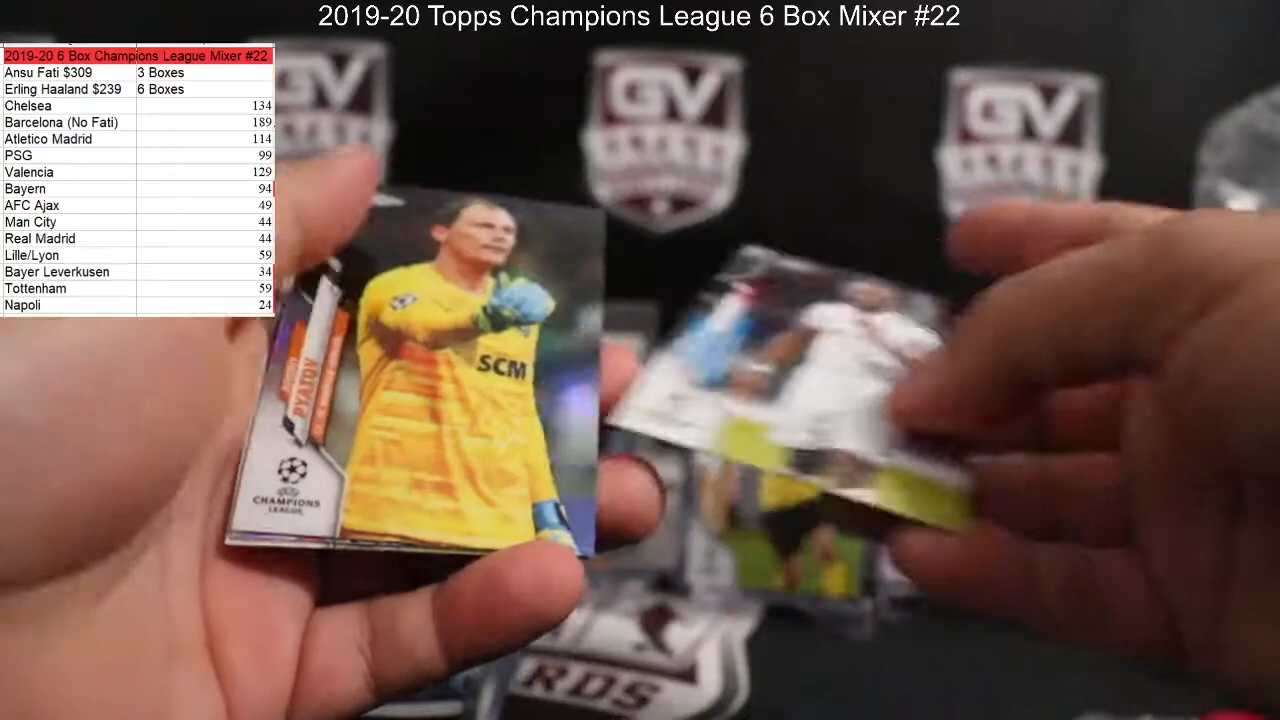 2019-20 Topps Champions League 6 Box Mixer #22
2019-20 6 Box Champions League Mixer #22
Ansu Fati $309 3 Boxes
Erling Haaland $239 6 Boxes
Chelsea 134
Barcelona (No Fati) 189
Atletico Madrid 114
PSG 99
Valencia 129
Bayern 94
AFC Ajax 49
Man City 44
Real Madrid 44
Lille/Lyon 59
Bayer Leverkusen 34
Tottenham 59
Napoli 24
GV
GV
GV
SCM
PYATOV
CHAMPIONS
LEAGUE
RDS